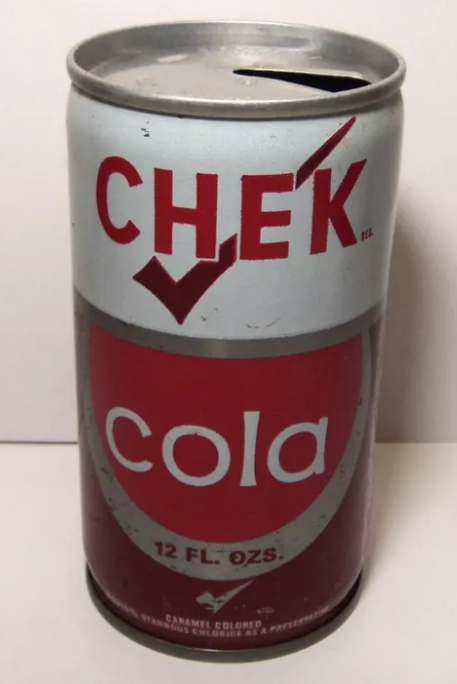 CHEK
REG.
cola
12 FL. OZS.
CARAMEL COLORED
STANNOUS CHLORIDE AS A PRESERVATIVE